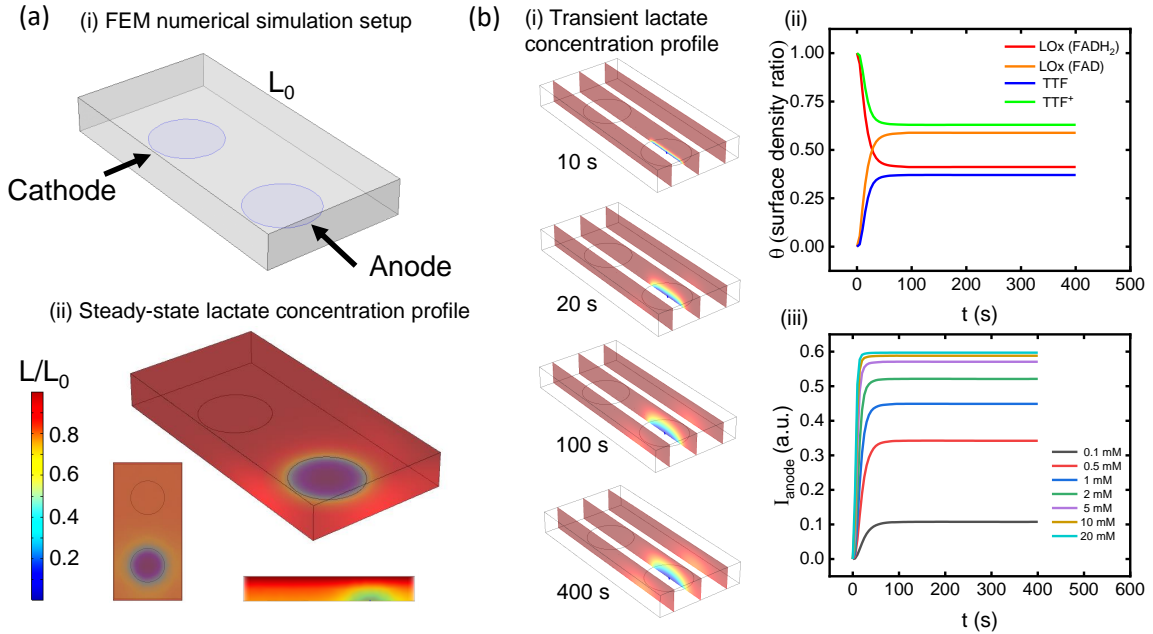 (a)
(i) FEM numerical simulation setup
L₀
Cathode
Anode
(ii) Steady-state lactate concentration profile
L/L₀
0.8
0.6
0.4
0.2
(b)
(i) Transient lactate
concentration profile
10 s
20 s
100 s
400 s
(ii)
θ (surface density ratio)
1.00
0.75
0.50
0.25
0.00
LOx (FADH₂)
LOx (FAD)
TTF
TTF⁺
0 100 200 300 400 500
t (s)
(iii)
I_anode (a.u.)
0.6
0.5
0.4
0.3
0.2
0.1
0.0
0.1 mM
0.5 mM
1 mM
2 mM
5 mM
10 mM
20 mM
0 100 200 300 400 500 600
t (s)